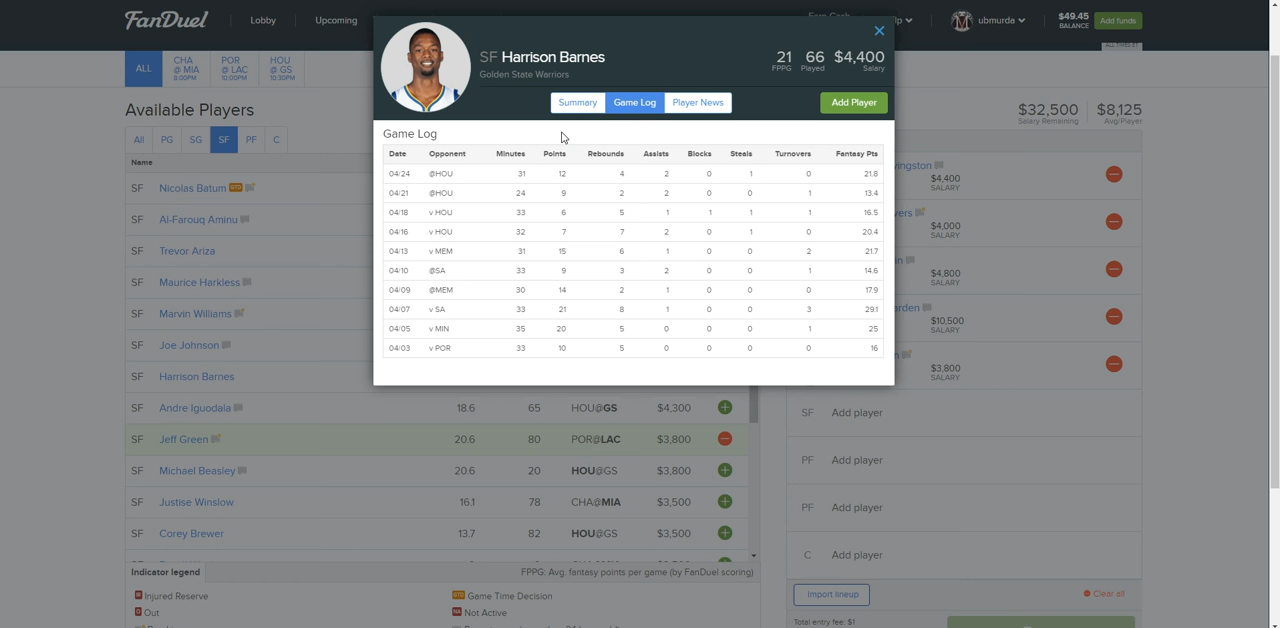 FanDuel
Lobby
Upcoming
ubmurda
$49.45
BALANCE
Add funds
ALL
CHA
@ MIA
8:00PM
POR
@ LAC
10:00PM
HOU
@ GS
10:30PM
SF Harrison Barnes
Golden State Warriors
21
FPPG
66
Played
$4,400
Salary
Summary
Game Log
Player News
Add Player
Available Players
$32,500
Salary Remaining
$8,125
Avg/Player
All PG SG SF PF C
Name
Game Log
Date Opponent Minutes Points Rebounds Assists Blocks Steals Turnovers Fantasy Pts
04/24 @HOU 31 12 4 2 0 1 0 21.8
04/21 @HOU 24 9 2 2 0 0 1 13.4
04/18 v HOU 33 6 5 1 1 1 1 16.5
04/16 v HOU 32 7 7 2 0 1 0 20.4
04/13 v MEM 31 15 6 1 0 0 2 21.7
04/10 @SA 33 9 3 2 0 0 1 14.6
04/09 @MEM 30 14 2 1 0 0 0 17.9
04/07 v SA 33 21 8 1 0 0 3 29.1
04/05 v MIN 35 20 5 0 0 0 1 25
04/03 v POR 33 10 5 0 0 0 0 16
SF Nicolas Batum GTD
SF Al-Farouq Aminu
SF Trevor Ariza
SF Maurice Harkless
SF Marvin Williams
SF Joe Johnson
SF Harrison Barnes
SF Andre Iguodala 18.6 65 HOU@GS $4,300
SF Jeff Green 20.6 80 POR@LAC $3,800
SF Michael Beasley 20.6 20 HOU@GS $3,800
SF Justise Winslow 16.1 78 CHA@MIA $3,500
SF Corey Brewer 13.7 82 HOU@GS $3,500
$4,400
SALARY
$4,000
SALARY
$4,800
SALARY
$10,500
SALARY
$3,800
SALARY
SF Add player
PF Add player
PF Add player
C Add player
Indicator legend
FPPG: Avg. fantasy points per game (by FanDuel scoring)
IR Injured Reserve
GTD Game Time Decision
O Out
NA Not Active
Import lineup
Clear all
Total entry fee: $1